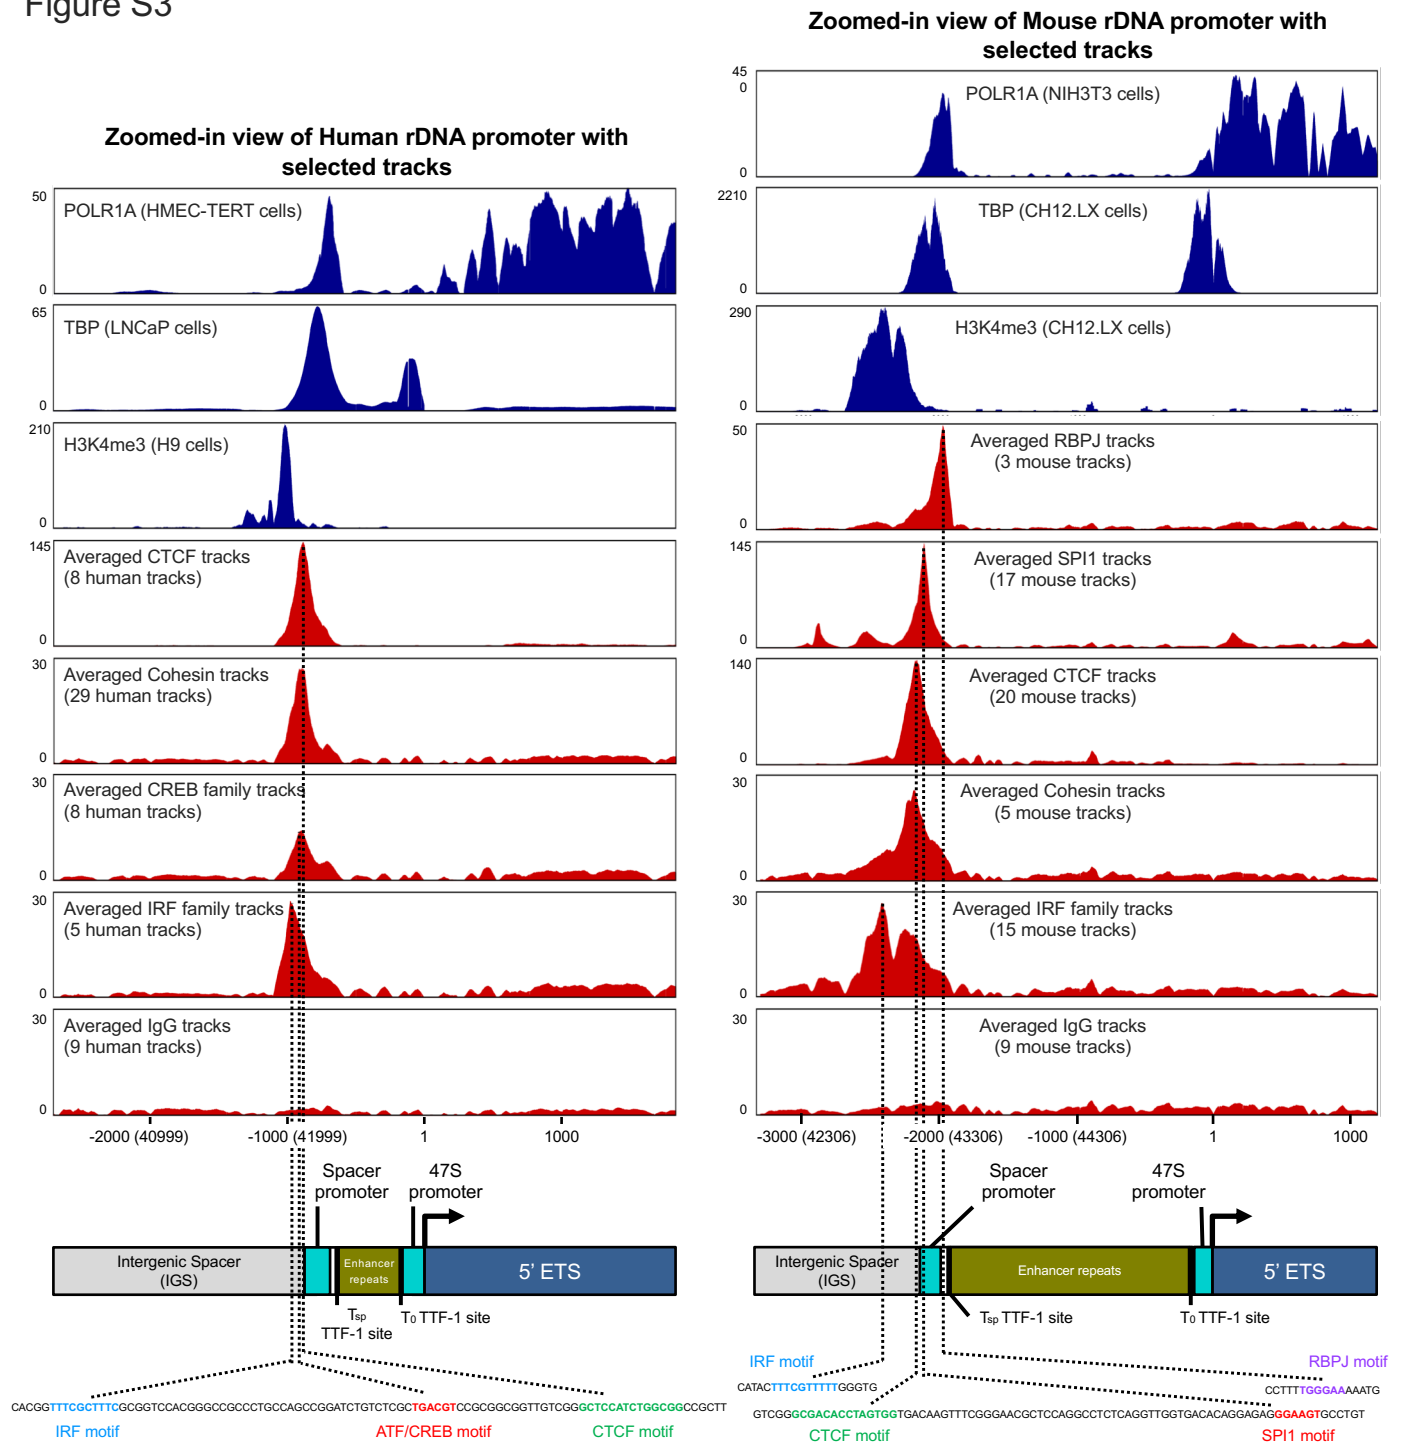 Figure S3
Zoomed-in view of Human rDNA promoter with
selected tracks
50
POLR1A (HMEC-TERT cells)
0
65
TBP (LNCaP cells)
0
210
H3K4me3 (H9 cells)
0
145
Averaged CTCF tracks
(8 human tracks)
0
30
Averaged Cohesin tracks
(29 human tracks)
0
30
Averaged CREB family tracks
(8 human tracks)
0
30
Averaged IRF family tracks
(5 human tracks)
0
30
Averaged IgG tracks
(9 human tracks)
0
-2000 (40999)
-1000 (41999)
1
1000
Spacer
promoter
47S
promoter
Intergenic Spacer
(IGS)
Enhancer
repeats
5' ETS
Tsp
TTF-1 site
T0 TTF-1 site
CACGGTTTCGCTTTCGCGGTCCACGGGCCGCCCTGCCAGCCGGATCTGTCTCGCTGACGTCCGCGGCGGTTGTCGGGCTCCATCTGGCGGCCGCTT
IRF motif
ATF/CREB motif
CTCF motif
Zoomed-in view of Mouse rDNA promoter with
selected tracks
45
0
POLR1A (NIH3T3 cells)
0
2210
TBP (CH12.LX cells)
0
290
H3K4me3 (CH12.LX cells)
0
50
Averaged RBPJ tracks
(3 mouse tracks)
0
145
Averaged SPI1 tracks
(17 mouse tracks)
0
140
Averaged CTCF tracks
(20 mouse tracks)
0
30
Averaged Cohesin tracks
(5 mouse tracks)
0
30
Averaged IRF family tracks
(15 mouse tracks)
0
30
Averaged IgG tracks
(9 mouse tracks)
0
-3000 (42306)
-2000 (43306)
-1000 (44306)
1
1000
Spacer
promoter
47S
promoter
Intergenic Spacer
(IGS)
Enhancer repeats
5' ETS
Tsp TTF-1 site
T0 TTF-1 site
IRF motif
RBPJ motif
CATACTTTCGTTTTTGGGTG
CCTTTTGGGAAAAATG
GTCGGGCGACACCTAGTGGTGACAAGTTTCGGGAACGCTCCAGGCCTCTCAGGTTGGTGACACAGGAGAGGGAAGTGCCTGT
CTCF motif
SPI1 motif